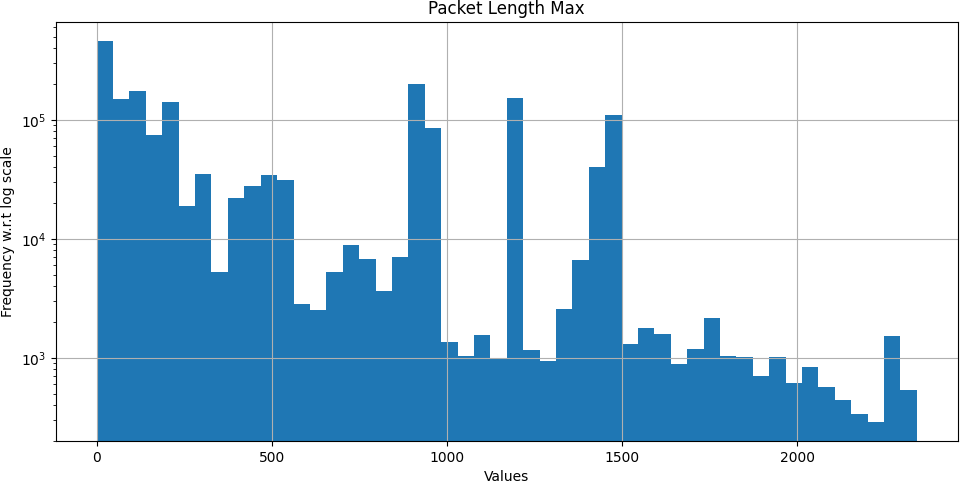 Packet Length Max
Frequency w.r.t log scale
10^5
10^4
10^3
0 500 1000 1500 2000
Values